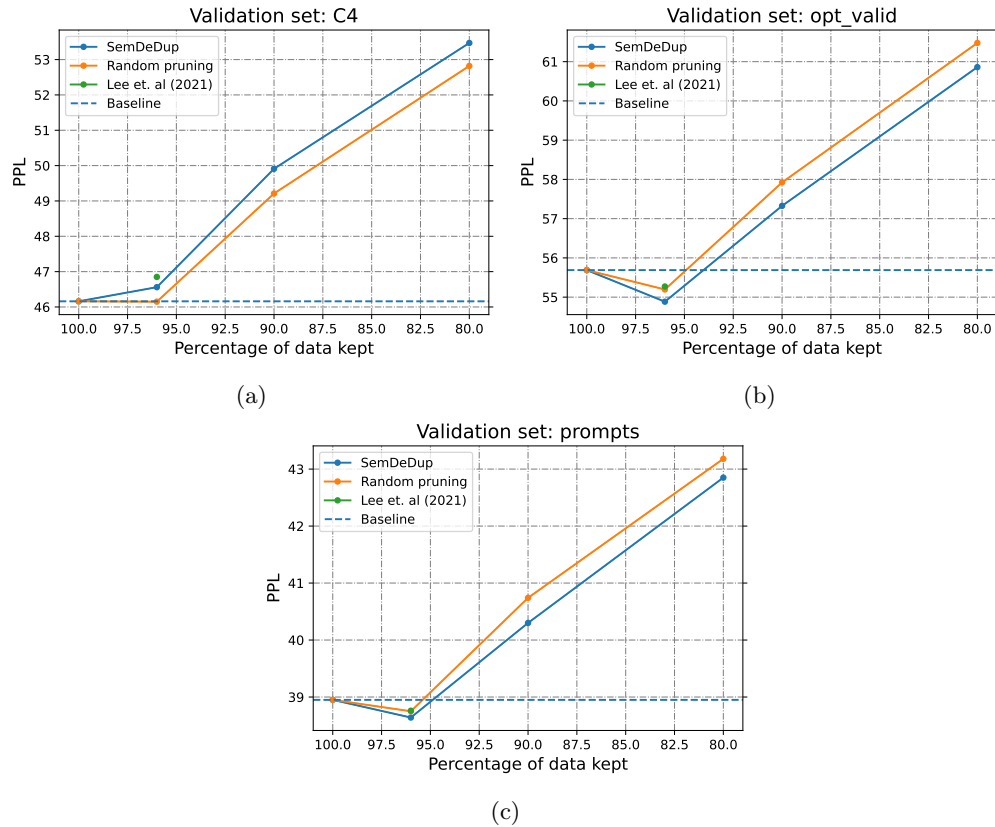 Validation set: C4
SemDeDup
Random pruning
Lee et. al (2021)
Baseline
PPL
53
52
51
50
49
48
47
46
100.0 97.5 95.0 92.5 90.0 87.5 85.0 82.5 80.0
Percentage of data kept
(a)
Validation set: opt_valid
SemDeDup
Random pruning
Lee et. al (2021)
Baseline
PPL
61
60
59
58
57
56
55
100.0 97.5 95.0 92.5 90.0 87.5 85.0 82.5 80.0
Percentage of data kept
(b)
Validation set: prompts
SemDeDup
Random pruning
Lee et. al (2021)
Baseline
PPL
43
42
41
40
39
100.0 97.5 95.0 92.5 90.0 87.5 85.0 82.5 80.0
Percentage of data kept
(c)